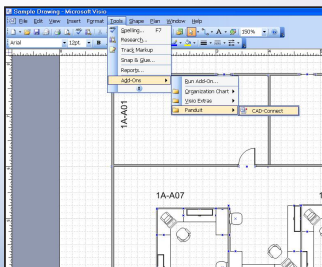 Sample Drawing - Microsoft Visio
File Edit View Insert Format Tools Shape Plan Window Help
190%
Arial 12pt. B
Spelling... F7
Research...
Track Markup
Snap & Glue...
Reports...
Add-Ons
Run Add-On...
Organization Chart
Visio Extras
Panduit
CAD-Connect
1A-A01
1A-A07